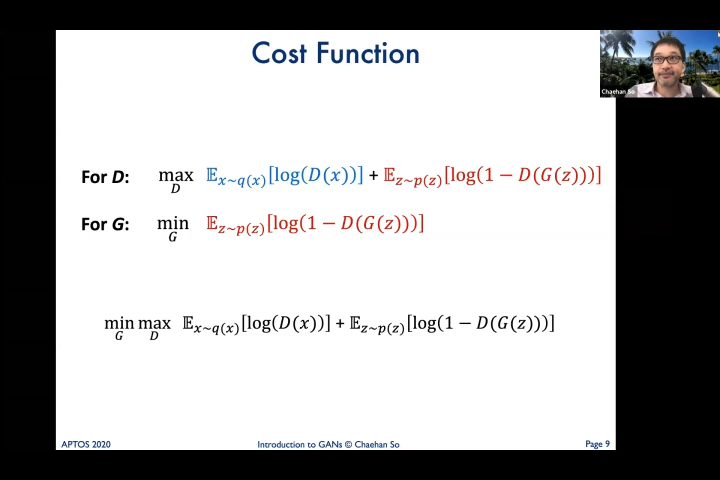 Cost Function
Chaehan So
For D: max_D 𝔼_{x~q(x)}[log(D(x))] + 𝔼_{z~p(z)}[log(1 − D(G(z)))]
For G: min_G 𝔼_{z~p(z)}[log(1 − D(G(z)))]
min_G max_D 𝔼_{x~q(x)}[log(D(x))] + 𝔼_{z~p(z)}[log(1 − D(G(z)))]
APTOS 2020 Introduction to GANs © Chaehan So Page 9